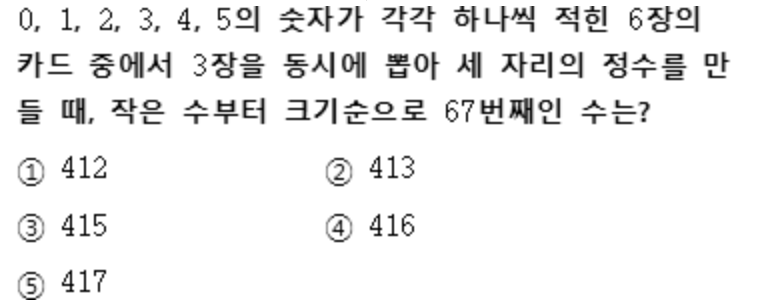 0, 1, 2, 3, 4, 5의 숫자가 각각 하나씩 적힌 6장의
카드 중에서 3장을 동시에 뽑아 세 자리의 정수를 만
들 때, 작은 수부터 크기순으로 67번째인 수는?
① 412 ② 413
③ 415 ④ 416
⑤ 417